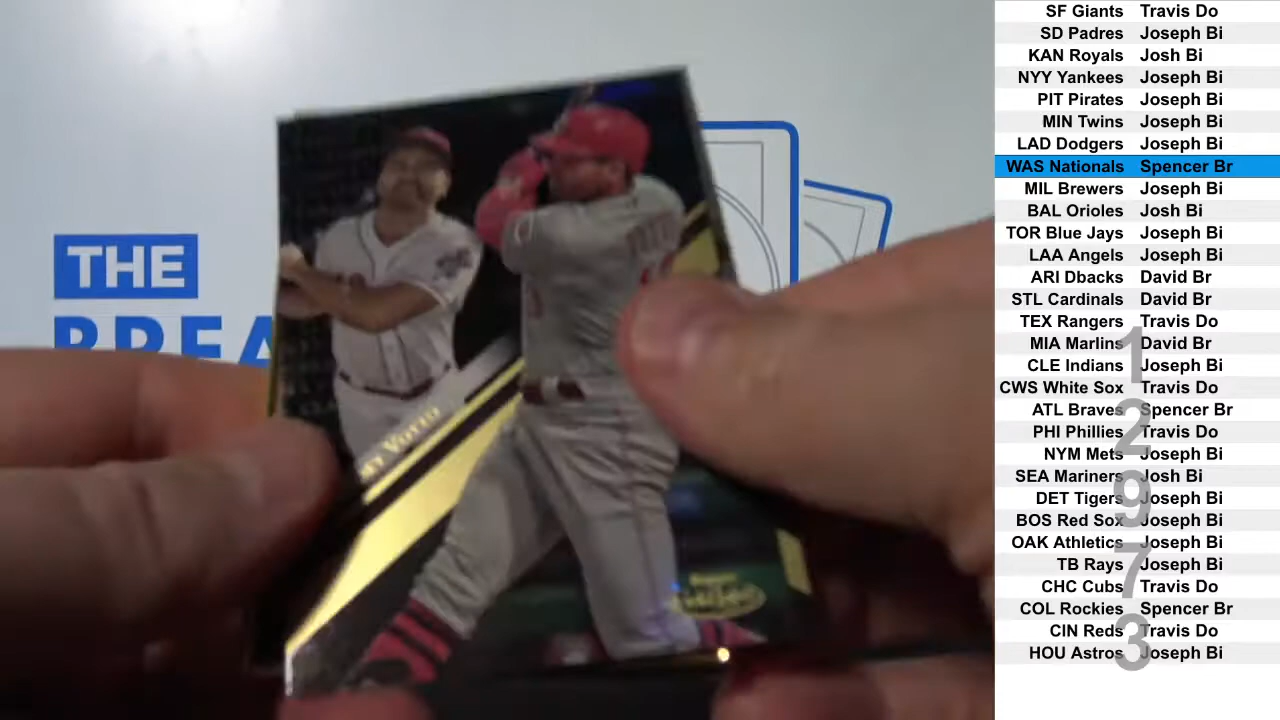 THE
BREA
Votto
SF Giants Travis Do
SD Padres Joseph Bi
KAN Royals Josh Bi
NYY Yankees Joseph Bi
PIT Pirates Joseph Bi
MIN Twins Joseph Bi
LAD Dodgers Joseph Bi
WAS Nationals Spencer Br
MIL Brewers Joseph Bi
BAL Orioles Josh Bi
TOR Blue Jays Joseph Bi
LAA Angels Joseph Bi
ARI Dbacks David Br
STL Cardinals David Br
TEX Rangers Travis Do
MIA Marlins David Br
CLE Indians Joseph Bi
CWS White Sox Travis Do
ATL Braves Spencer Br
PHI Phillies Travis Do
NYM Mets Joseph Bi
SEA Mariners Josh Bi
DET Tigers Joseph Bi
BOS Red Sox Joseph Bi
OAK Athletics Joseph Bi
TB Rays Joseph Bi
CHC Cubs Travis Do
COL Rockies Spencer Br
CIN Reds Travis Do
HOU Astros Joseph Bi
1
2
9
7
3